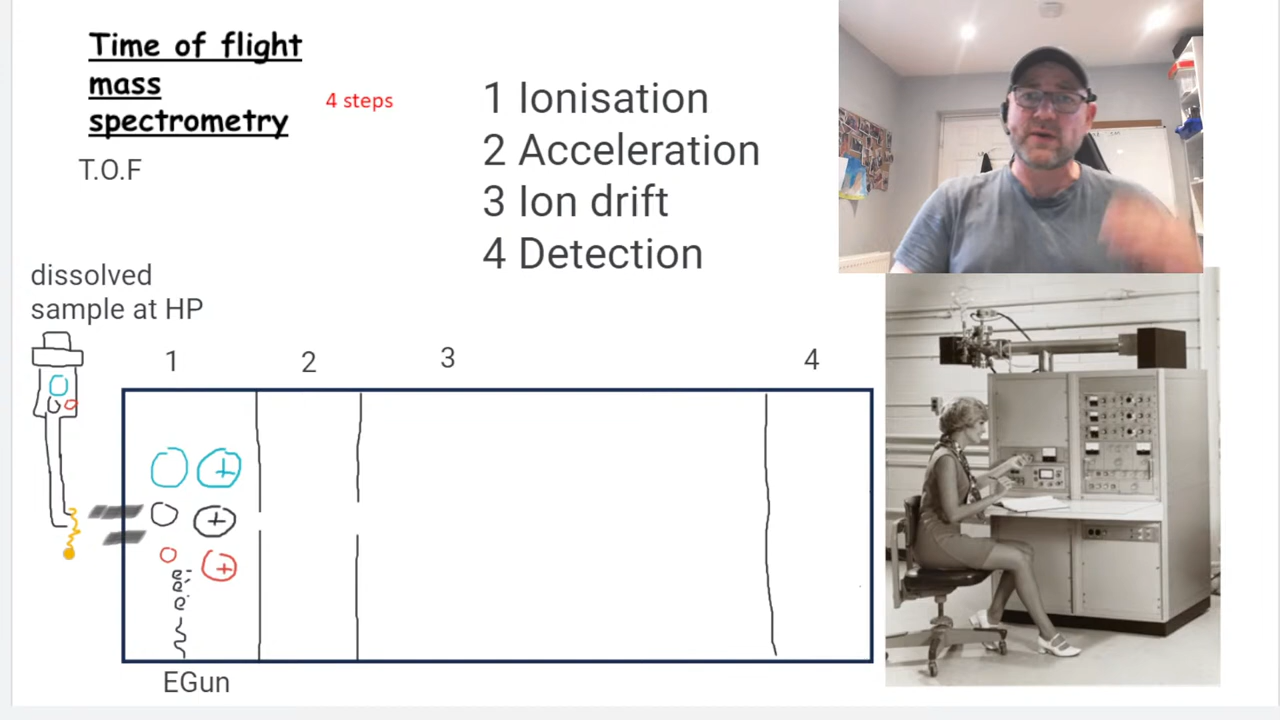 Time of flight
mass
spectrometry
4 steps
T.O.F
1 Ionisation
2 Acceleration
3 Ion drift
4 Detection
dissolved
sample at HP
1
2
3
4
+
+
+
e-
e-
e-
EGun